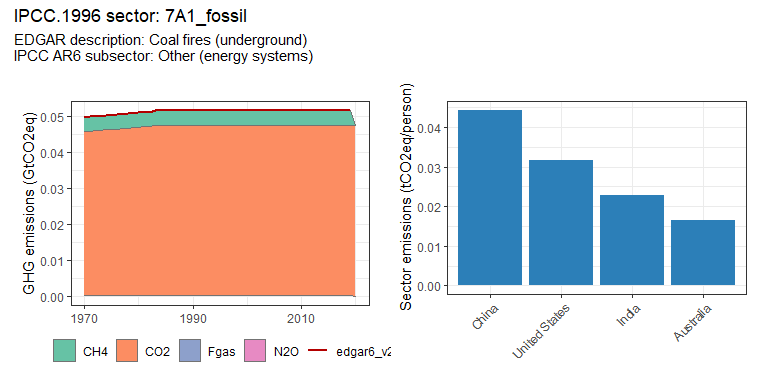 IPCC.1996 sector: 7A1_fossil
EDGAR description: Coal fires (underground)
IPCC AR6 subsector: Other (energy systems)
GHG emissions (GtCO2eq)
0.05
0.04
0.03
0.02
0.01
0.00
1970
1990
2010
CH4
CO2
Fgas
N2O
edgar6_v2
Sector emissions (tCO2eq/person)
0.04
0.03
0.02
0.01
0.00
China
United States
India
Australia